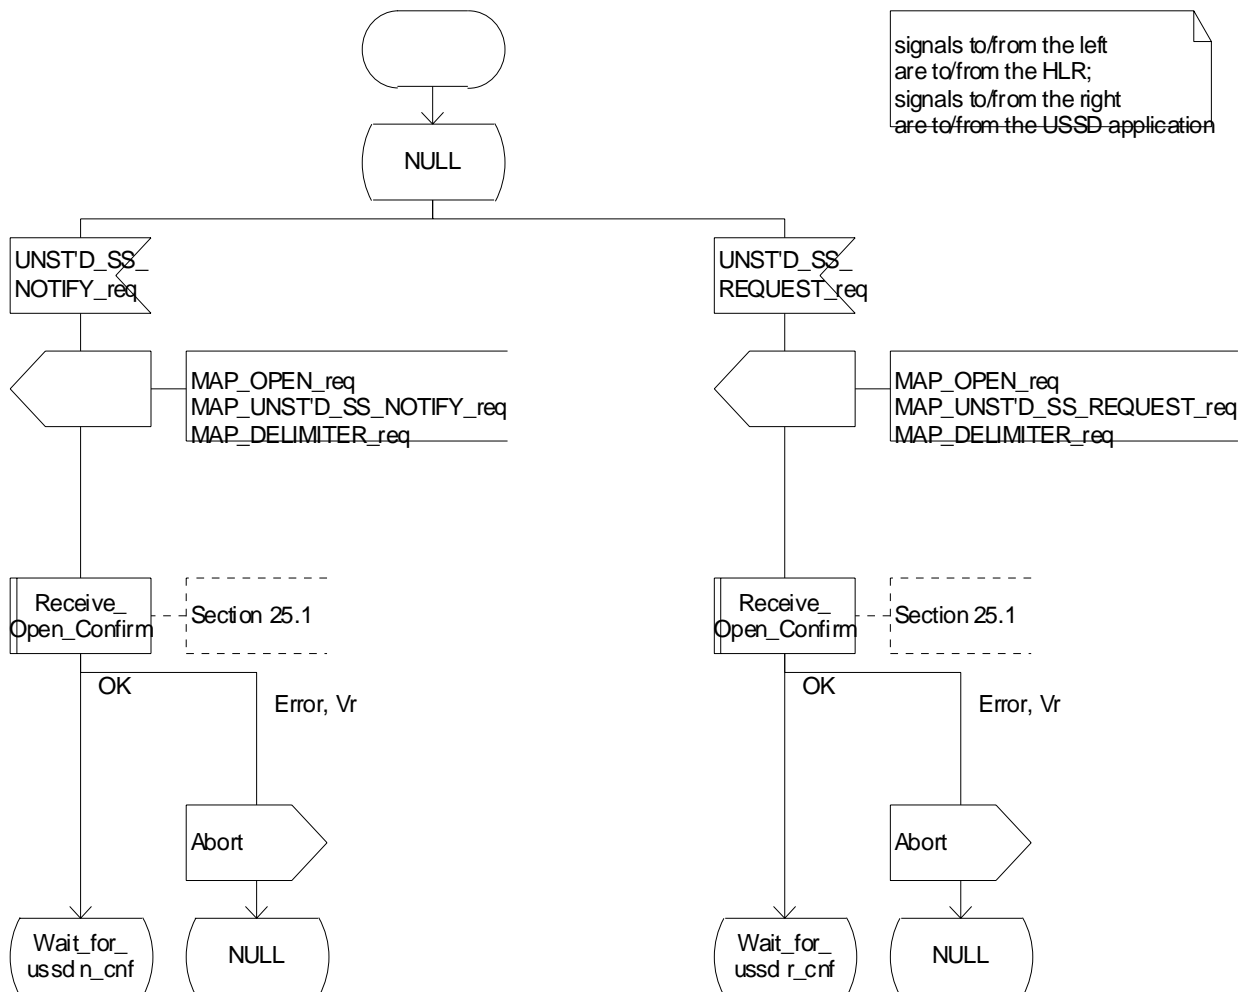 signals to/from the left
are to/from the HLR;
signals to/from the right
are to/from the USSD application
NULL
UNST'D_SS_
NOTIFY_req
UNST'D_SS_
REQUEST_req
MAP_OPEN_req
MAP_UNST'D_SS_NOTIFY_req
MAP_DELIMITER_req
MAP_OPEN_req
MAP_UNST'D_SS_REQUEST_req
MAP_DELIMITER_req
Receive_
Open_Confirm
Section 25.1
Receive_
Open_Confirm
Section 25.1
OK
Error, Vr
OK
Error, Vr
Abort
Abort
Wait_for_
ussd n_cnf
NULL
Wait_for_
ussd r_cnf
NULL